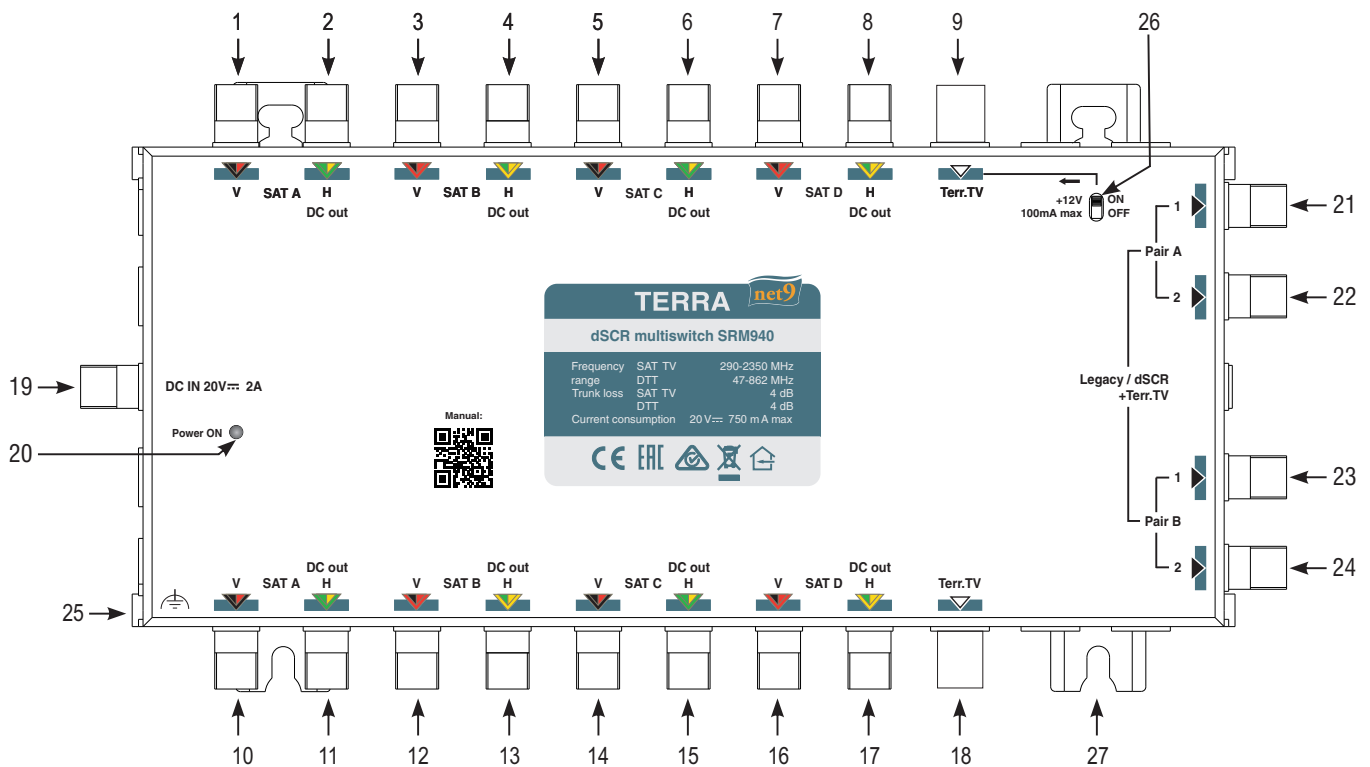 1 2 3 4 5 6 7 8 9 26
V SAT A H V SAT B H V SAT C H V SAT D H Terr.TV
DC out DC out DC out DC out
+12V
100mA max
ON
OFF
1
Pair A
2
21
22
TERRA net9
dSCR multiswitch SRM940
Frequency SAT TV 290-2350 MHz
range DTT 47-862 MHz
Trunk loss SAT TV 4 dB
DTT 4 dB
Current consumption 20 V 750 mA max
CE EAC
19
DC IN 20V 2A
Manual:
Power ON
20
Legacy / dSCR
+Terr.TV
1
Pair B
2
23
24
25
DC out DC out DC out DC out
V SAT A H V SAT B H V SAT C H V SAT D H Terr.TV
10 11 12 13 14 15 16 17 18 27